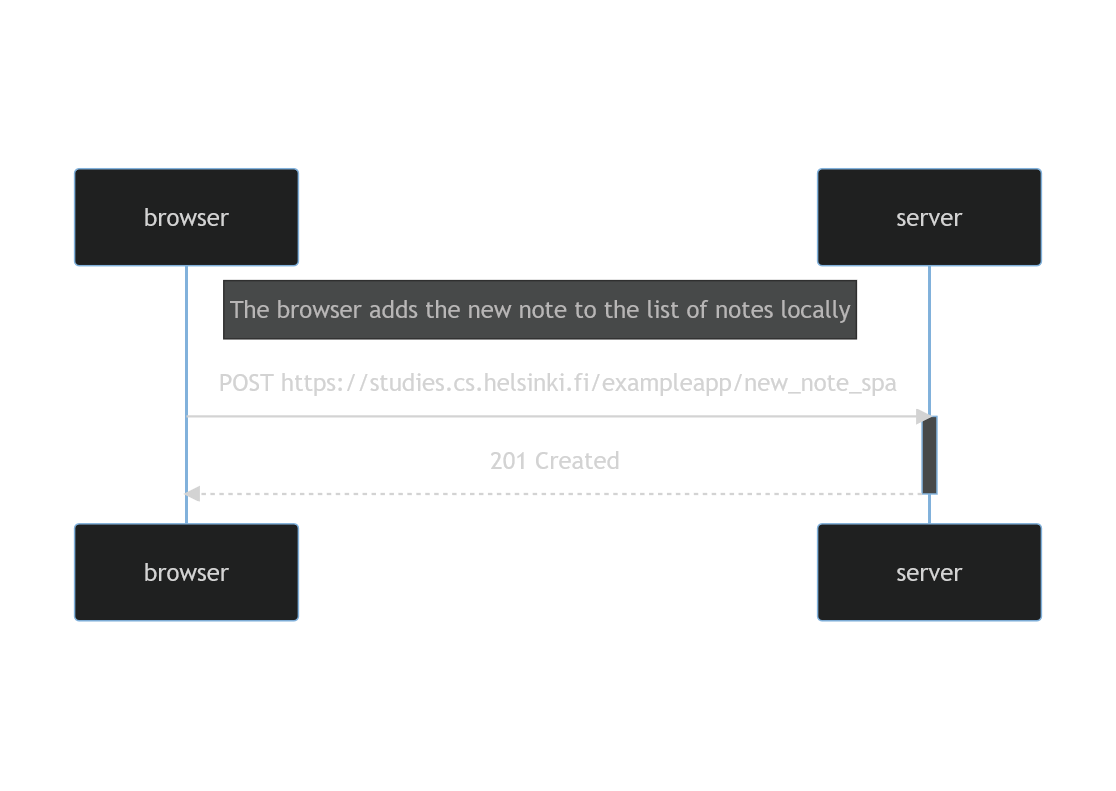 browser
server
The browser adds the new note to the list of notes locally
POST https://studies.cs.helsinki.fi/exampleapp/new_note_spa
201 Created
browser
server